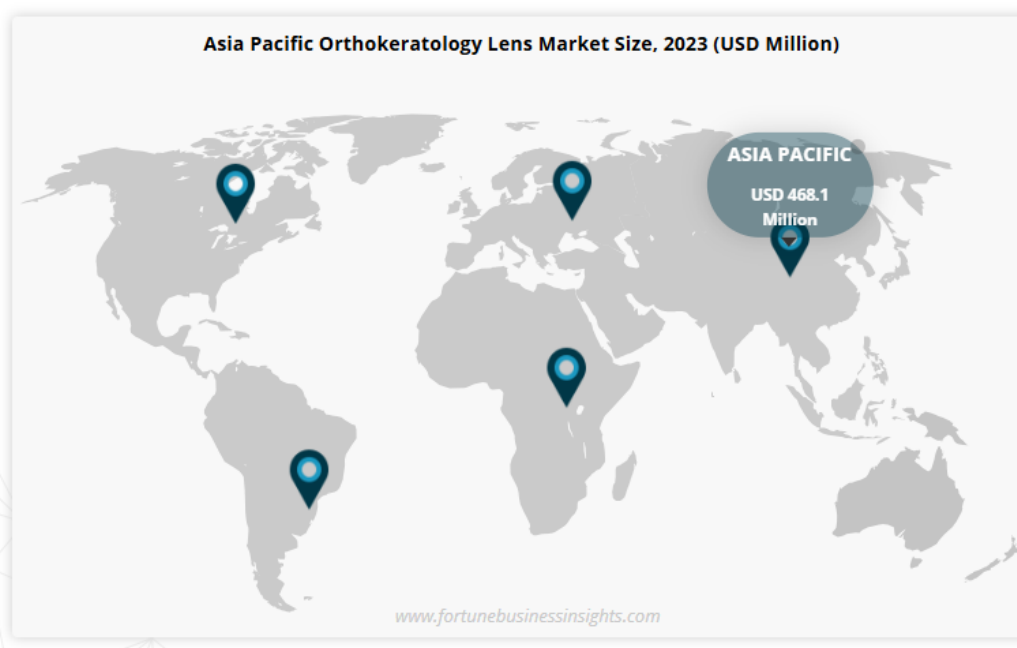 Asia Pacific Orthokeratology Lens Market Size, 2023 (USD Million)
ASIA PACIFIC
USD 468.1
Million
www.fortunebusinessinsights.com